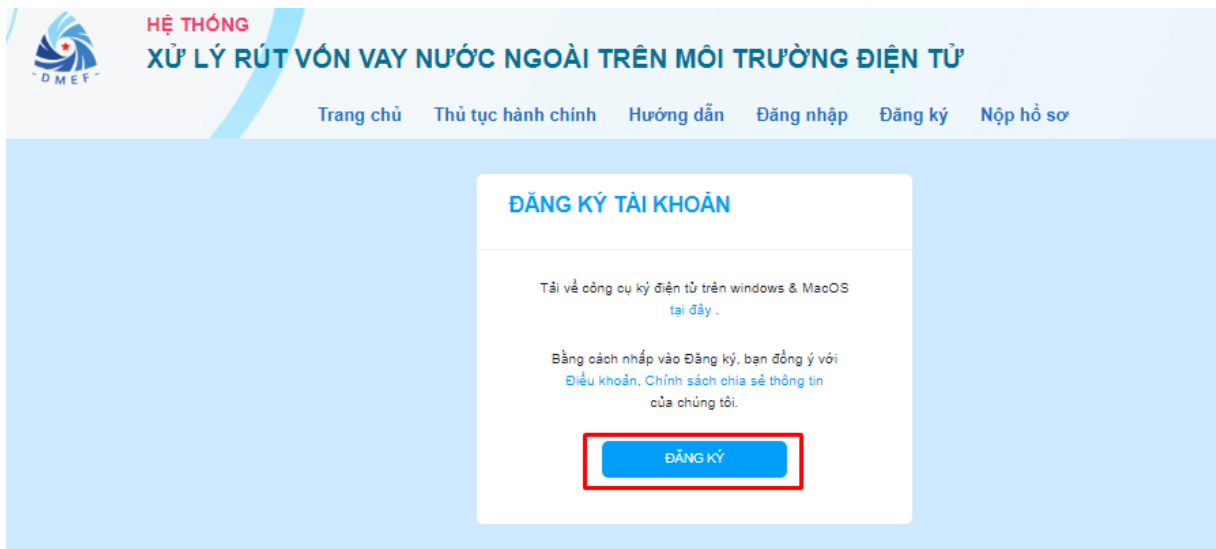 HỆ THỐNG
XỬ LÝ RÚT VỐN VAY NƯỚC NGOÀI TRÊN MÔI TRƯỜNG ĐIỆN TỬ
DMEF
Trang chủ Thủ tục hành chính Hướng dẫn Đăng nhập Đăng ký Nộp hồ sơ
ĐĂNG KÝ TÀI KHOẢN
Tải về công cụ ký điện tử trên windows & MacOS
tại đây .
Bằng cách nhấp vào Đăng ký, bạn đồng ý với
Điều khoản, Chính sách chia sẻ thông tin
của chúng tôi.
ĐĂNG KÝ